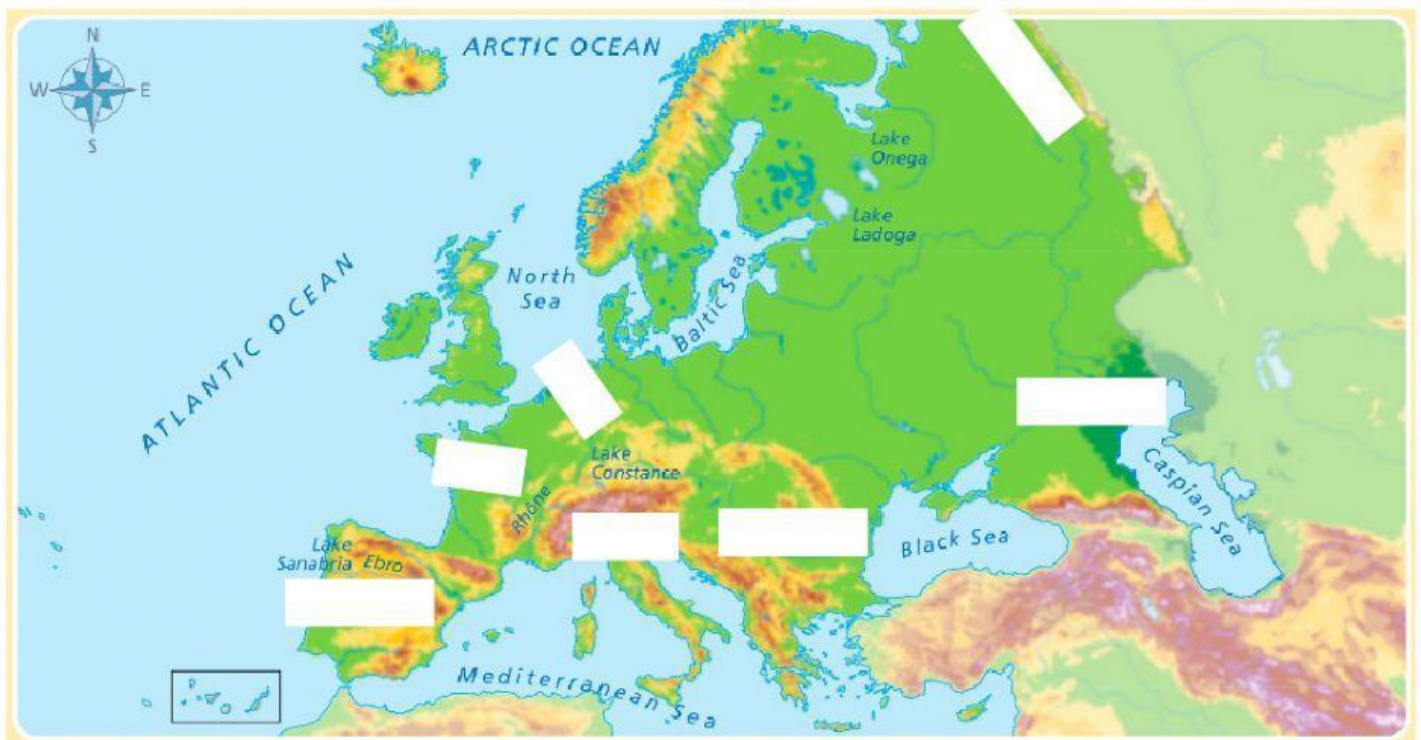 N
W E
S
ARCTIC OCEAN
Lake
Onega
Lake
Ladoga
North
Sea
Baltic Sea
ATLANTIC OCEAN
Lake
Constance
Rhône
Caspian Sea
Black Sea
Lake
Sanabria Ebro
Mediterranean Sea